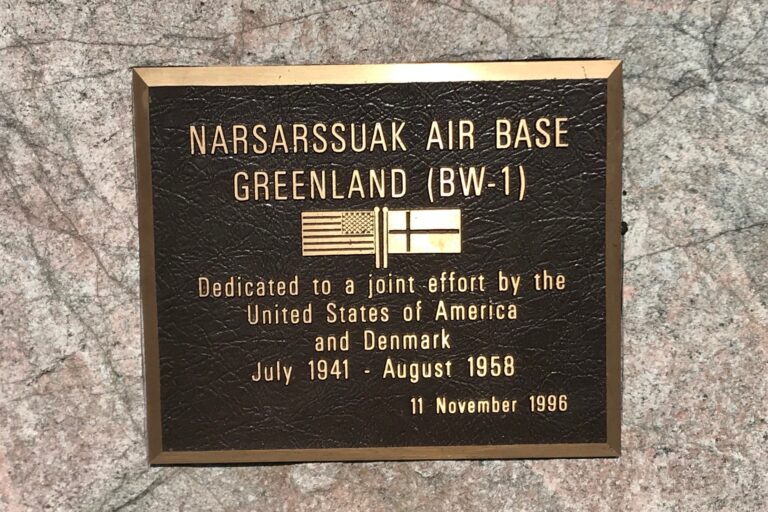 NARSARSSUAK AIR BASE
GREENLAND (BW-1)
Dedicated to a joint effort by the
United States of America
and Denmark
July 1941 - August 1958
11 November 1996